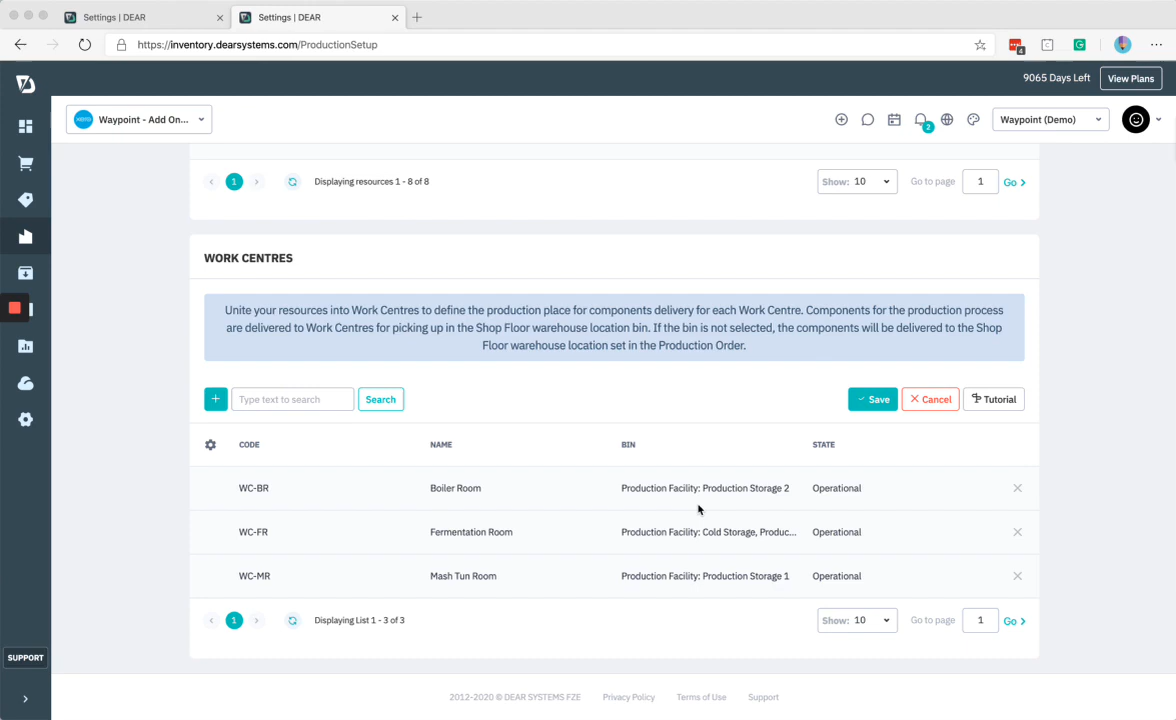 Settings | DEAR
Settings | DEAR
https://inventory.dearsystems.com/ProductionSetup
4
9065 Days Left
View Plans
Waypoint - Add On...
2
Waypoint (Demo)
1
Displaying resources 1 - 8 of 8
Show: 10
Go to page
1
Go
WORK CENTRES
Unite your resources into Work Centres to define the production place for components delivery for each Work Centre. Components for the production process
are delivered to Work Centres for picking up in the Shop Floor warehouse location bin. If the bin is not selected, the components will be delivered to the Shop
Floor warehouse location set in the Production Order.
Type text to search
Search
Save
Cancel
Tutorial
CODE NAME BIN STATE
WC-BR Boiler Room Production Facility: Production Storage 2 Operational
WC-FR Fermentation Room Production Facility: Cold Storage, Produc... Operational
WC-MR Mash Tun Room Production Facility: Production Storage 1 Operational
1
Displaying List 1 - 3 of 3
Show: 10
Go to page
1
Go
SUPPORT
2012-2020 © DEAR SYSTEMS FZE Privacy Policy Terms of Use Support